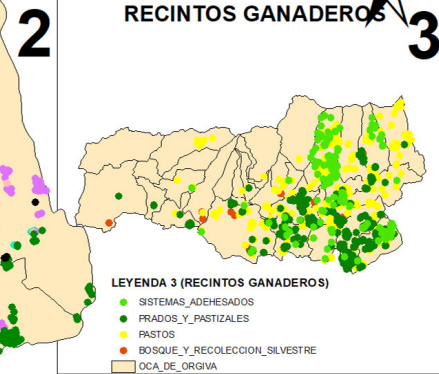 RECINTOS GANADEROS
2
3
LEYENDA 3 (RECINTOS GANADEROS)
SISTEMAS_ADEHESADOS
PRADOS_Y_PASTIZALES
PASTOS
BOSQUE_Y_RECOLECCION_SILVESTRE
OCA_DE_ORGIVA